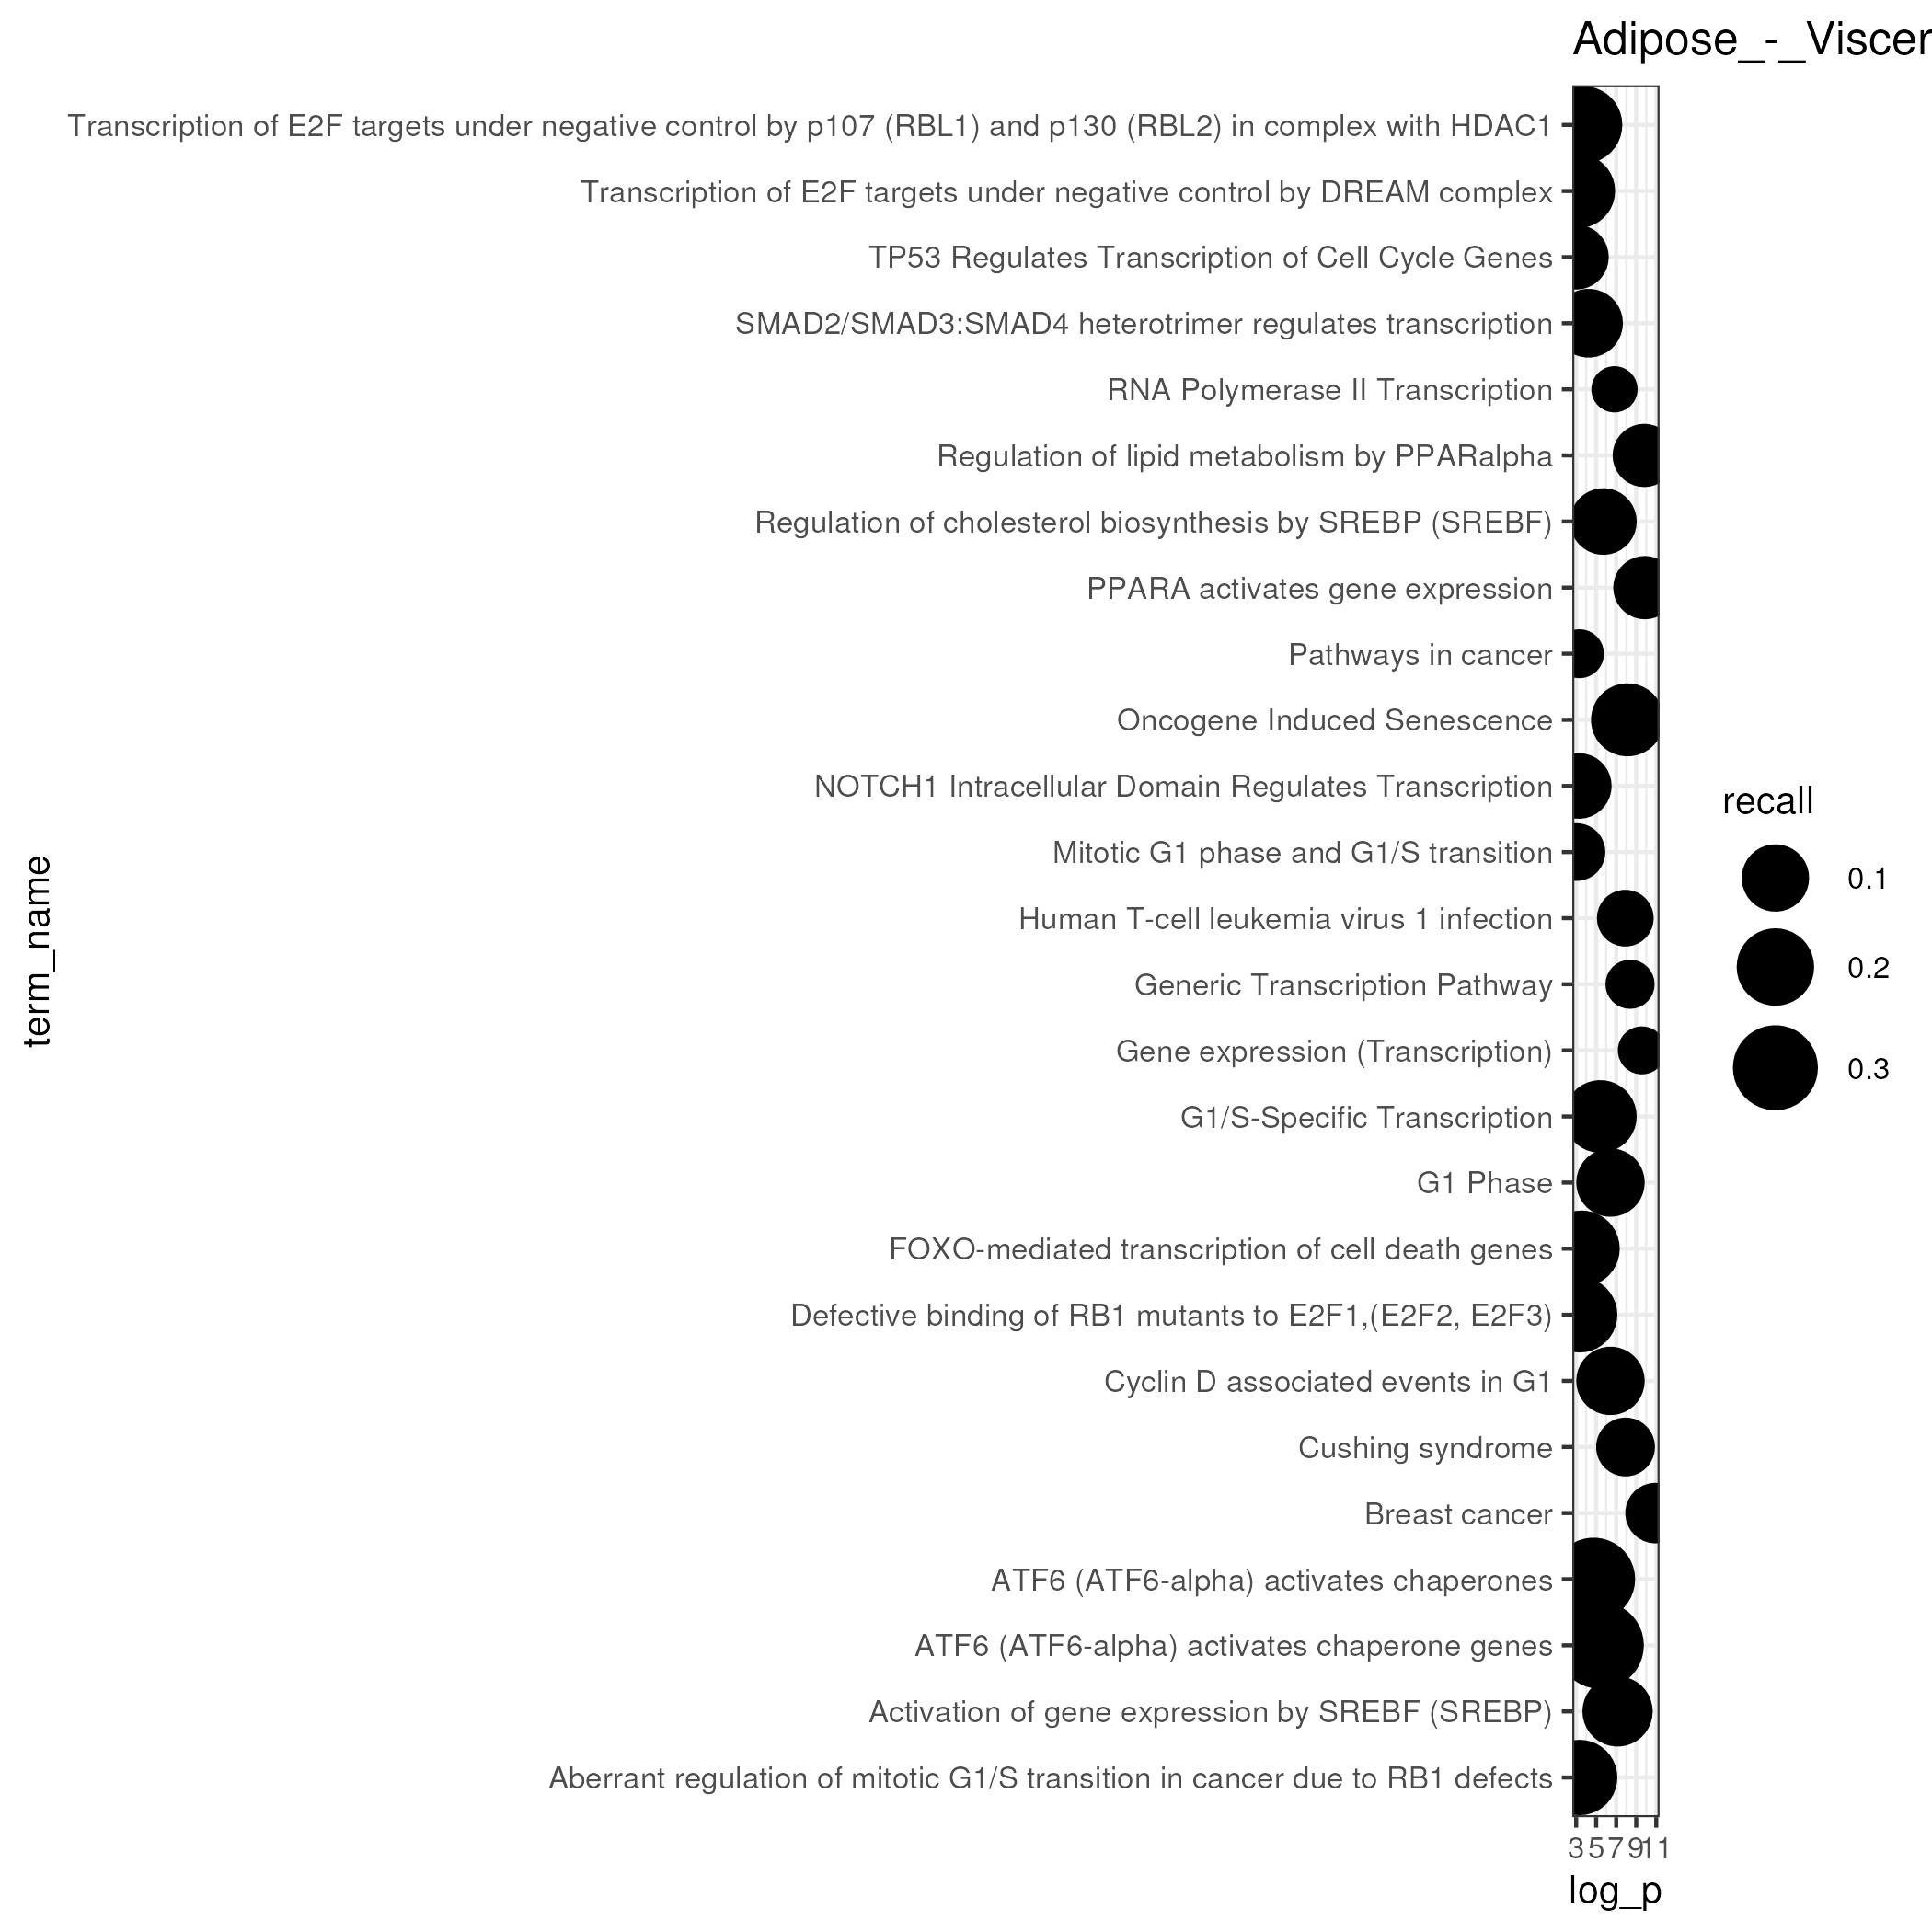 Adipose_-_Viscer
Transcription of E2F targets under negative control by p107 (RBL1) and p130 (RBL2) in complex with HDAC1
Transcription of E2F targets under negative control by DREAM complex
TP53 Regulates Transcription of Cell Cycle Genes
SMAD2/SMAD3:SMAD4 heterotrimer regulates transcription
RNA Polymerase II Transcription
Regulation of lipid metabolism by PPARalpha
Regulation of cholesterol biosynthesis by SREBP (SREBF)
PPARA activates gene expression
Pathways in cancer
Oncogene Induced Senescence
NOTCH1 Intracellular Domain Regulates Transcription
Mitotic G1 phase and G1/S transition
Human T-cell leukemia virus 1 infection
Generic Transcription Pathway
Gene expression (Transcription)
G1/S-Specific Transcription
G1 Phase
FOXO-mediated transcription of cell death genes
Defective binding of RB1 mutants to E2F1,(E2F2, E2F3)
Cyclin D associated events in G1
Cushing syndrome
Breast cancer
ATF6 (ATF6-alpha) activates chaperones
ATF6 (ATF6-alpha) activates chaperone genes
Activation of gene expression by SREBF (SREBP)
Aberrant regulation of mitotic G1/S transition in cancer due to RB1 defects
term_name
3 5 7 9 11
log_p
recall
0.1
0.2
0.3